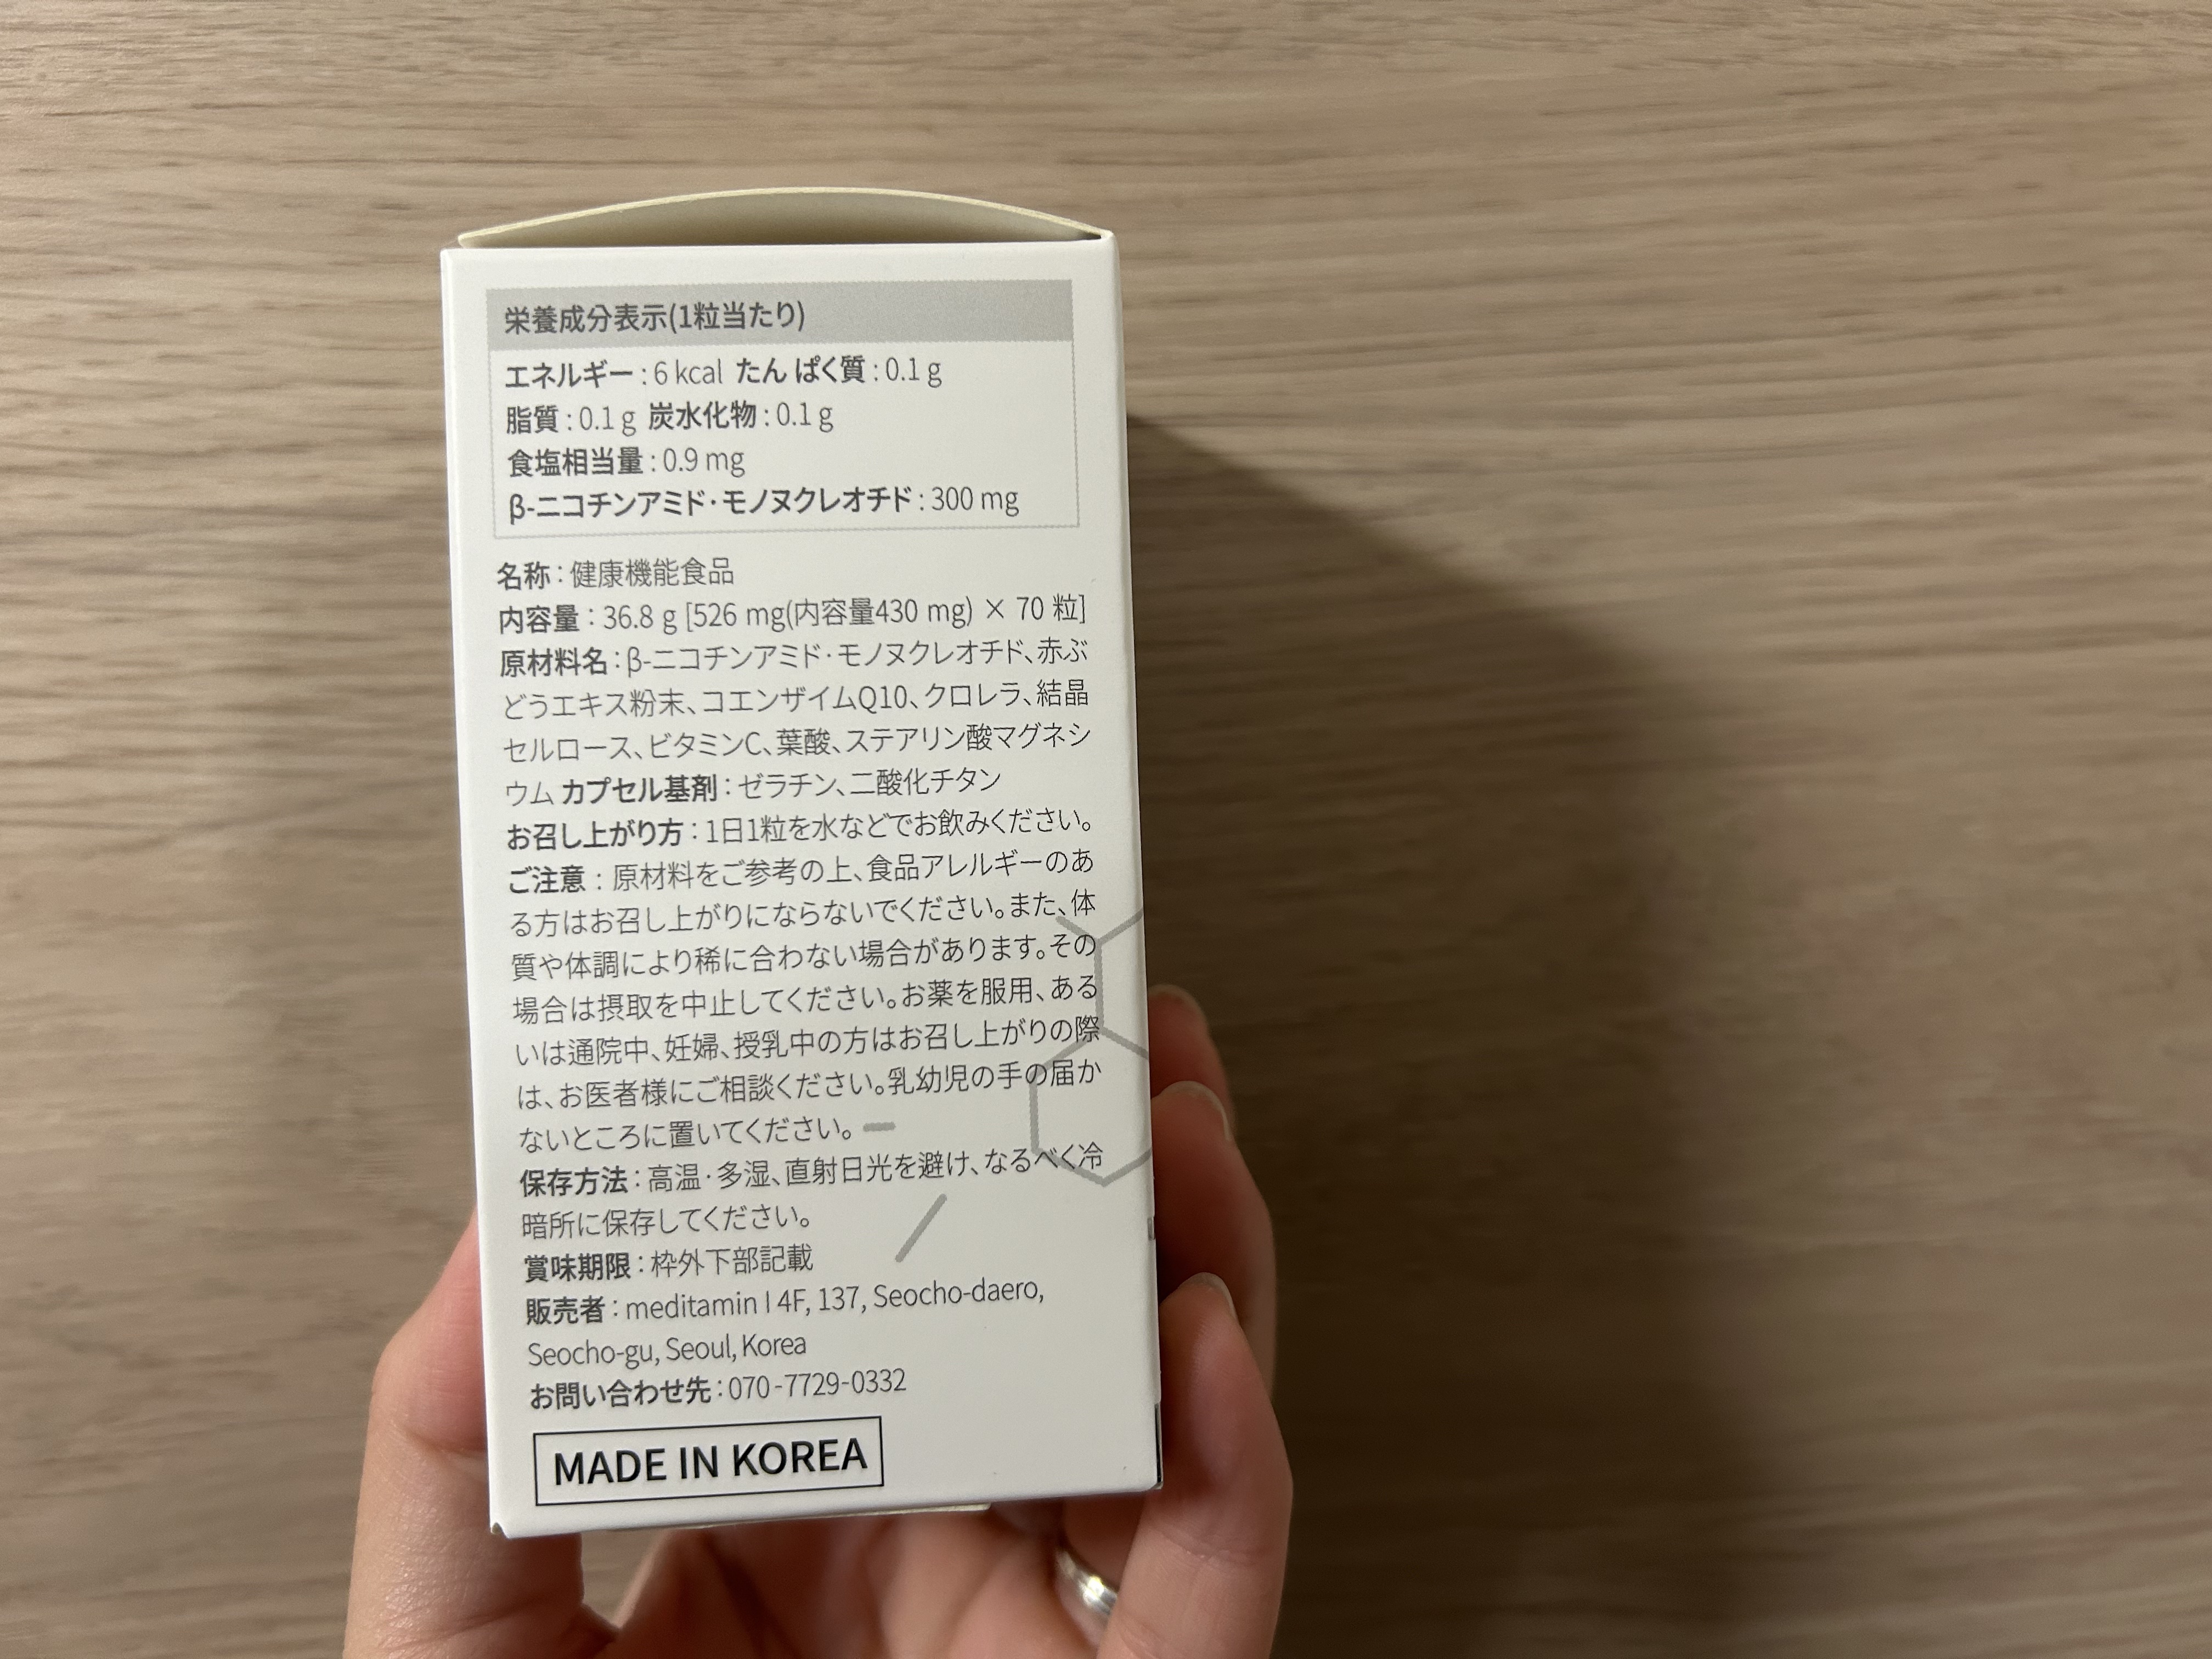 栄養成分表示(1粒当たり)
エネルギー : 6 kcal たん ぱく質 : 0.1 g
脂質 : 0.1 g 炭水化物 : 0.1 g
食塩相当量 : 0.9 mg
β-ニコチンアミド·モノヌクレオチド : 300 mg
名称 : 健康機能食品
内容量 : 36.8 g [526 mg(内容量430 mg) × 70 粒]
原材料名 : β-ニコチンアミド·モノヌクレオチド、赤ぶ
どうエキス粉末、コエンザイムQ10、クロレラ、結晶
セルロース、ビタミンC、葉酸、ステアリン酸マグネシ
ウム カプセル基剤 : ゼラチン、二酸化チタン
お召し上がり方 : 1日1粒を水などでお飲みください。
ご注意 : 原材料をご参考の上、食品アレルギーのあ
る方はお召し上がりにならないでください。また、体
質や体調により稀に合わない場合があります。その
場合は摂取を中止してください。お薬を服用、ある
いは通院中、妊婦、授乳中の方はお召し上がりの際
は、お医者様にご相談ください。乳幼児の手の届か
ないところに置いてください。
保存方法 : 高温·多湿、直射日光を避け、なるべく冷
暗所に保存してください。
賞味期限 : 枠外下部記載
販売者 : meditamin l 4F, 137, Seocho-daero,
Seocho-gu, Seoul, Korea
お問い合わせ先 : 070-7729-0332
MADE IN KOREA